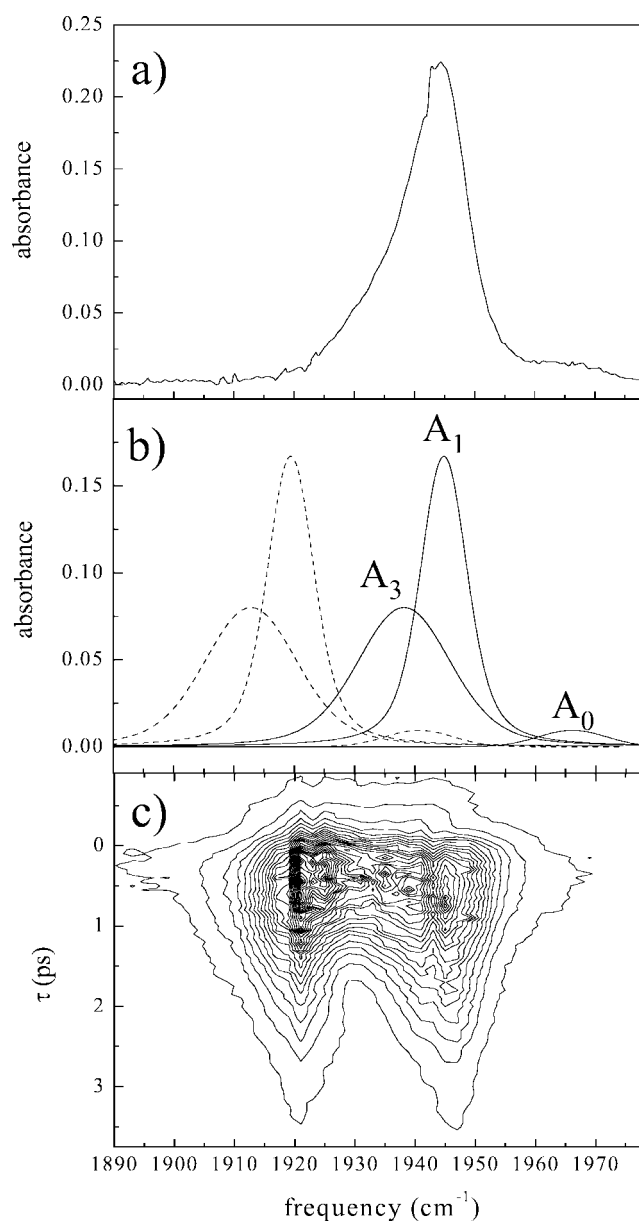 0.25
a)
0.20
0.15
0.10
0.05
0.00
absorbance
b)
A1
0.15
A3
0.10
0.05
A0
0.00
absorbance
c)
0
1
2
3
τ (ps)
1890 1900 1910 1920 1930 1940 1950 1960 1970
frequency (cm-1)